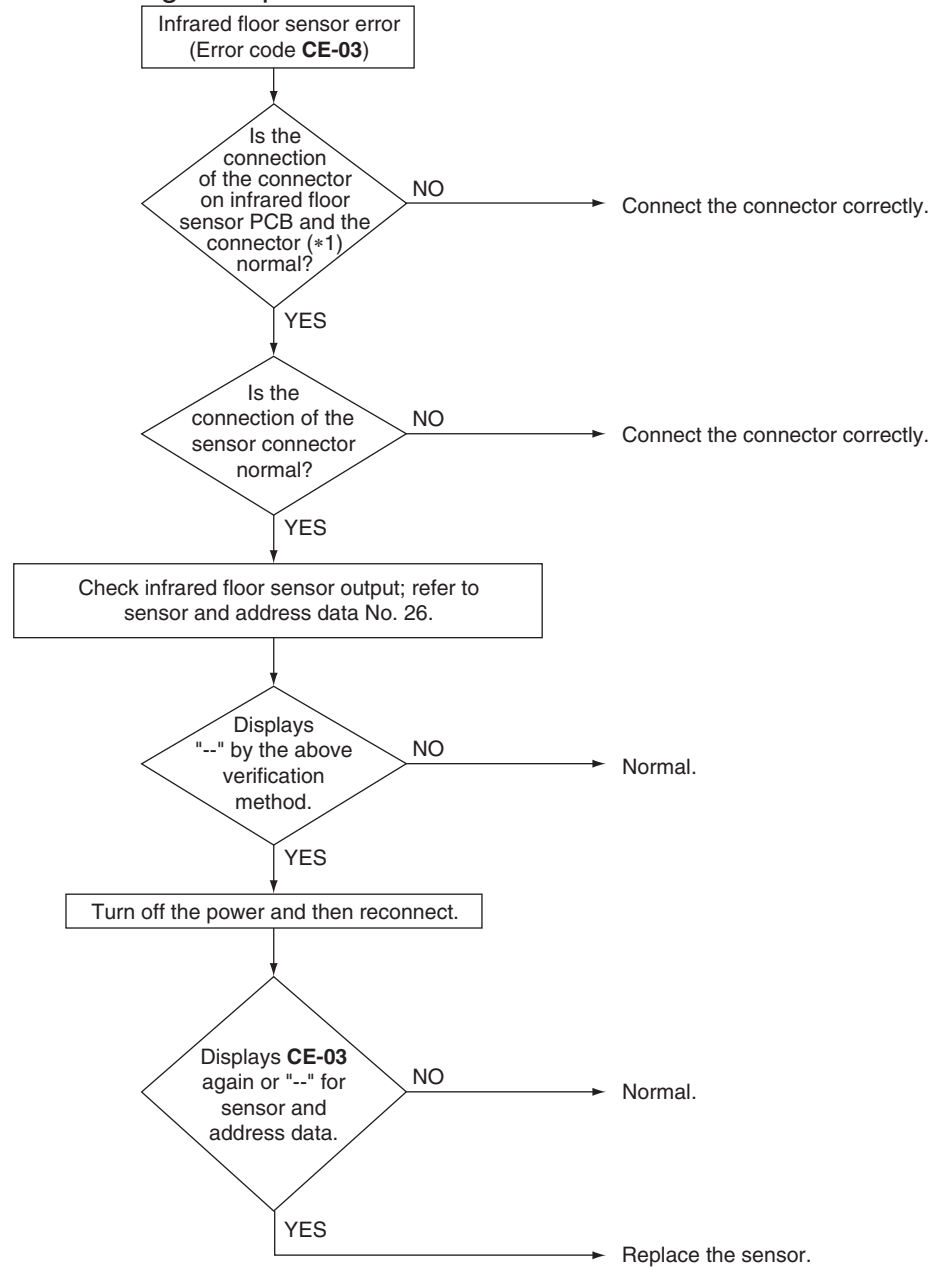 Infrared floor sensor error
(Error code CE-03)
Is the
connection
of the connector
on infrared floor
sensor PCB and the
connector (*1)
normal?
NO
Connect the connector correctly.
YES
Is the
connection of the
sensor connector
normal?
NO
Connect the connector correctly.
YES
Check infrared floor sensor output; refer to
sensor and address data No. 26.
Displays
"--" by the above
verification
method.
NO
Normal.
YES
Turn off the power and then reconnect.
Displays CE-03
again or "--" for
sensor and
address data.
NO
Normal.
YES
Replace the sensor.